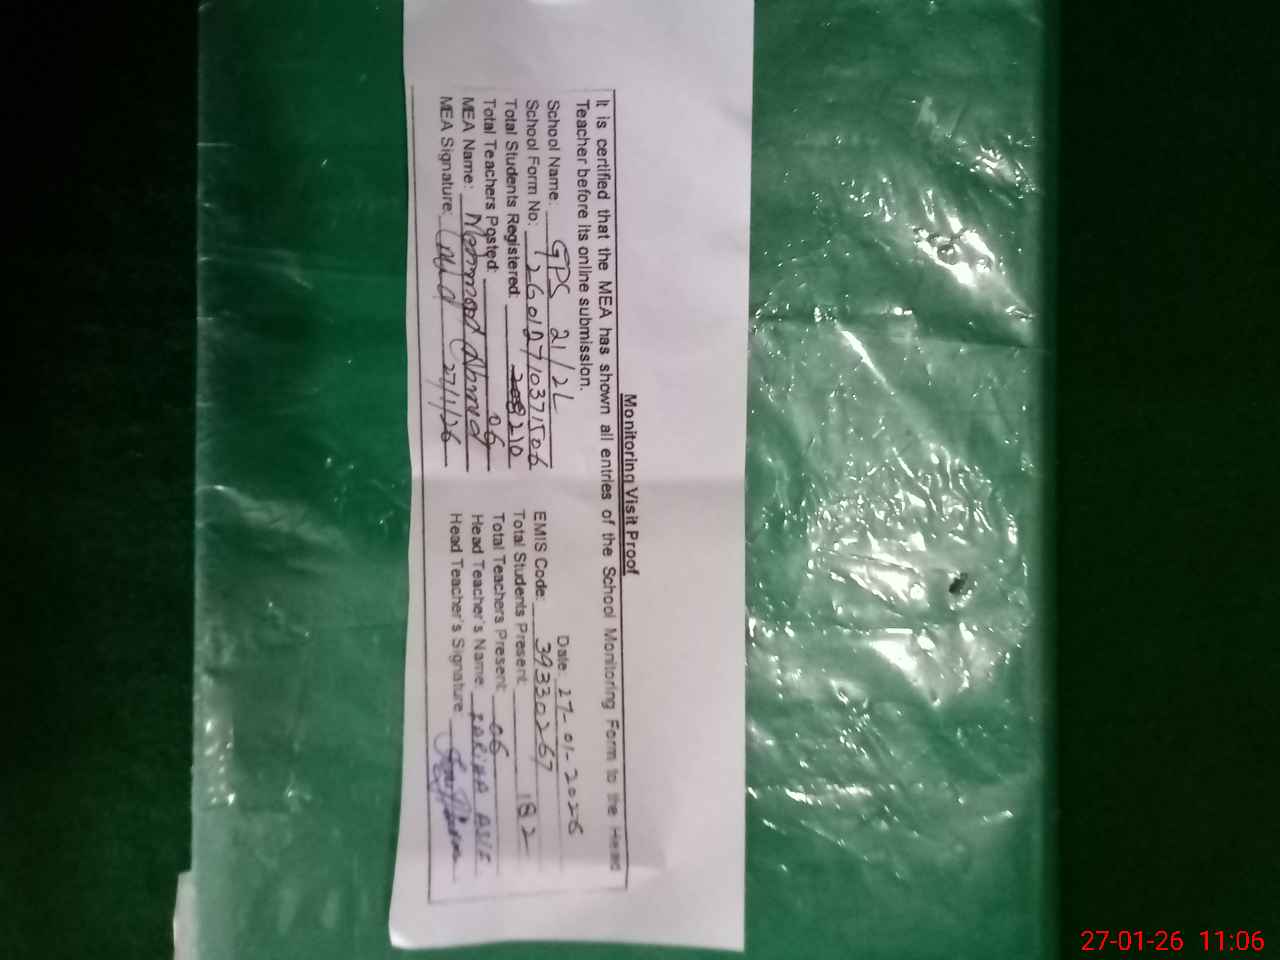 Monitoring Visit Proof
It is certified that the MEA has shown all entries of the School Monitoring Form to the Head
Teacher before its online submission.
Date: 27-01-2026
School Name: GPS 21/2L
School Form No: EMIS Code: 39330267
Total Students Registered: 210 Total Students Present: 182
Total Teachers Posted: 06 Total Teachers Present: 06
MEA Name: Ahmed Head Teacher's Name:
MEA Signature: 27/1/26 Head Teacher's Signature
27-01-26 11:06